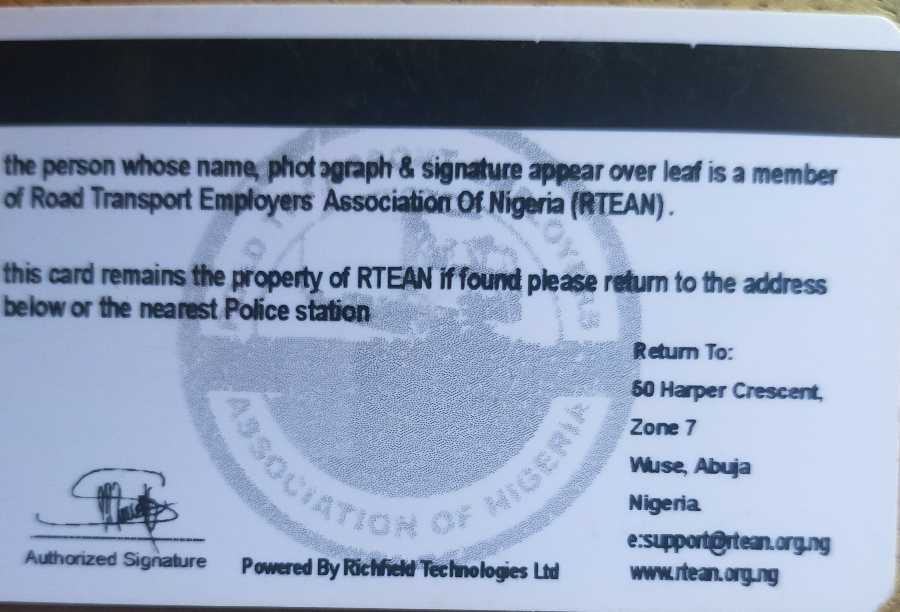 the person whose name, photograph & signature appear over leaf is a member
of Road Transport Employers Association Of Nigeria (RTEAN).
this card remains the property of RTEAN if found please return to the address
below or the nearest Police station
Return To:
50 Harper Crescent,
Zone 7
Wuse, Abuja
Nigeria
e:support@rtean.org.ng
www.rtean.org.ng
Authorized Signature
Powered By Richfield Technologies Ltd
ASSOCIATION OF NIGERIA